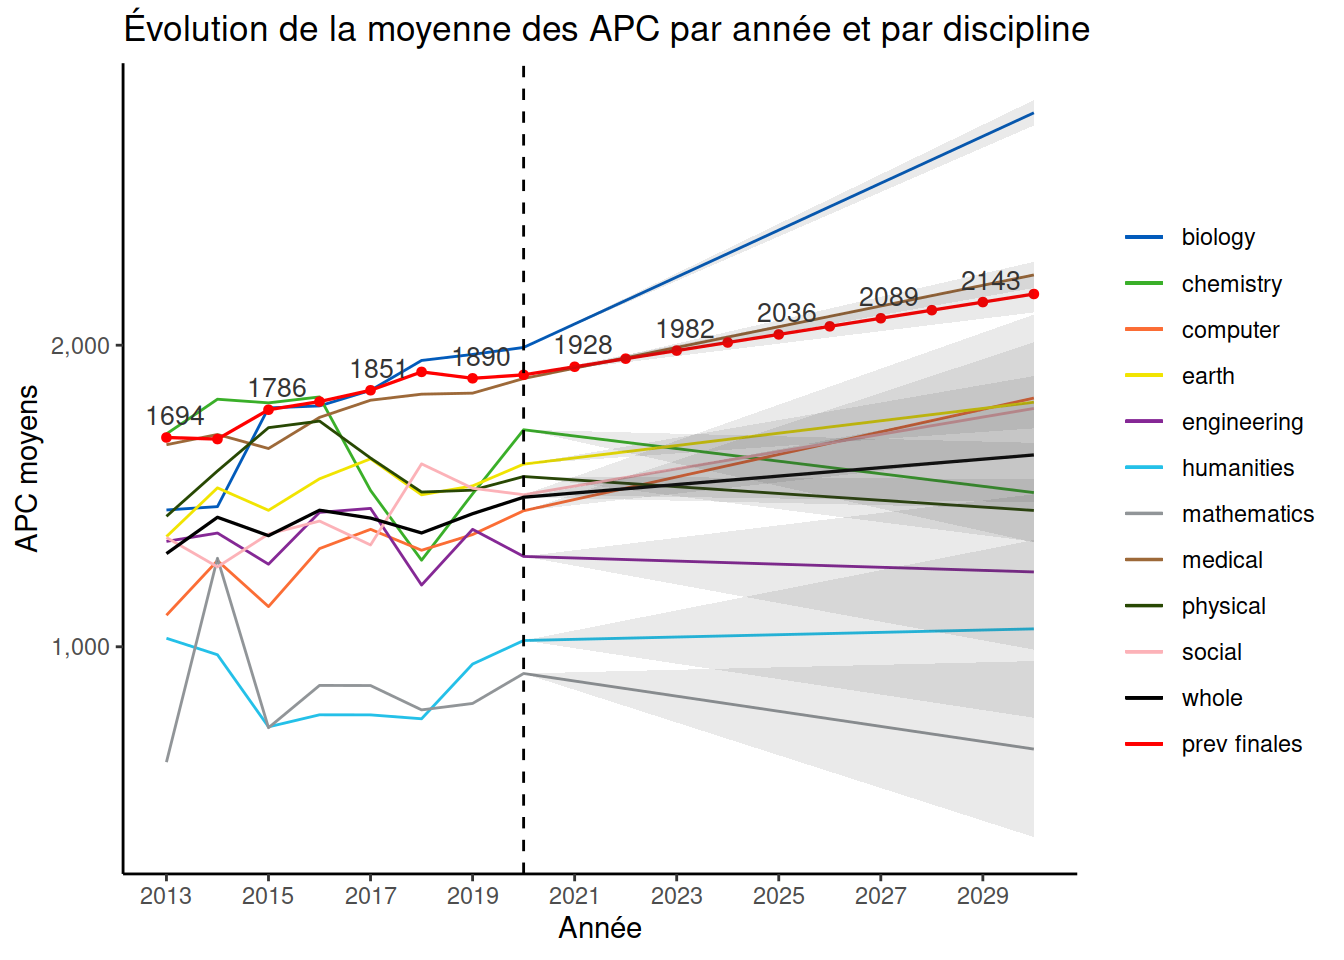 Évolution de la moyenne des APC par année et par discipline
APC moyens
2,000
1,000
1694
1786
1851
1890
1928
1982
2036
2089
2143
2013
2015
2017
2019
2021
2023
2025
2027
2029
Année
biology
chemistry
computer
earth
engineering
humanities
mathematics
medical
physical
social
whole
prev finales